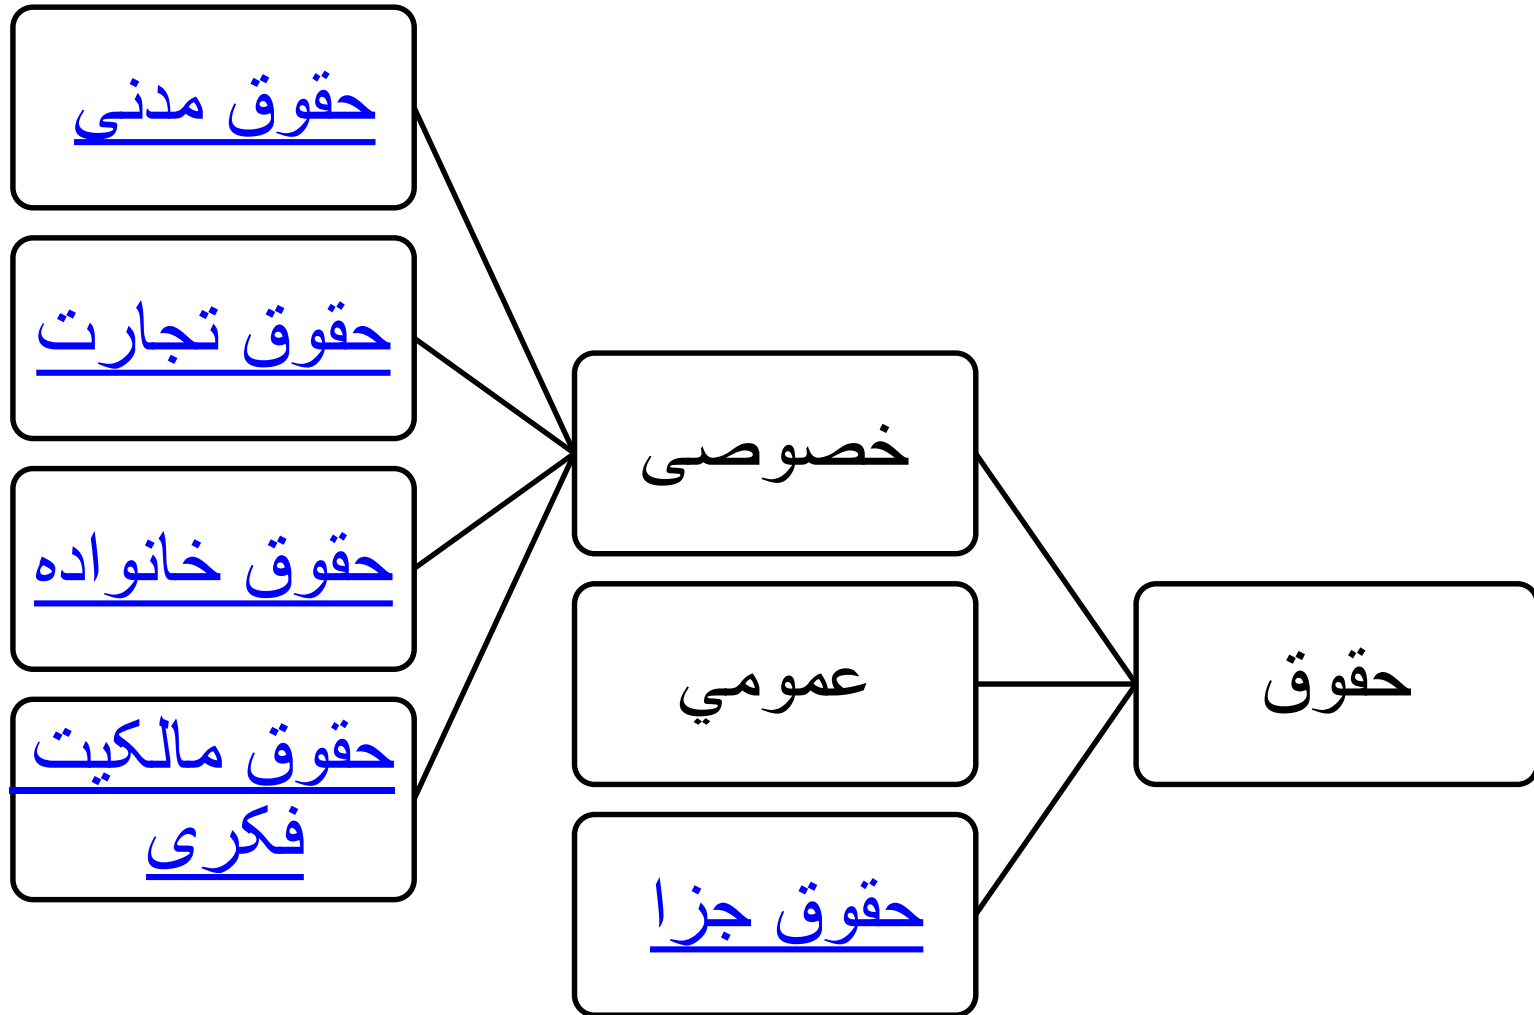 حقوق
خصوصی
عمومي
حقوق جزا
حقوق مدنی
حقوق تجارت
حقوق خانواده
حقوق مالکیت
فکری